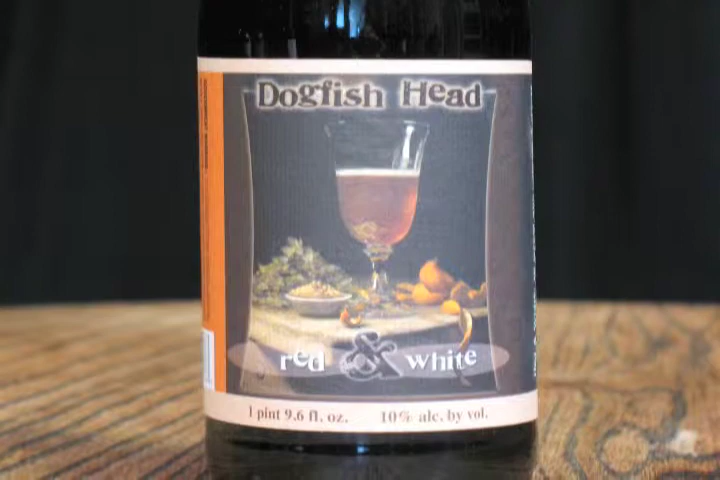 Dogfish Head
red & white
1 pint 9.6 fl. oz. 10% alc. by vol.